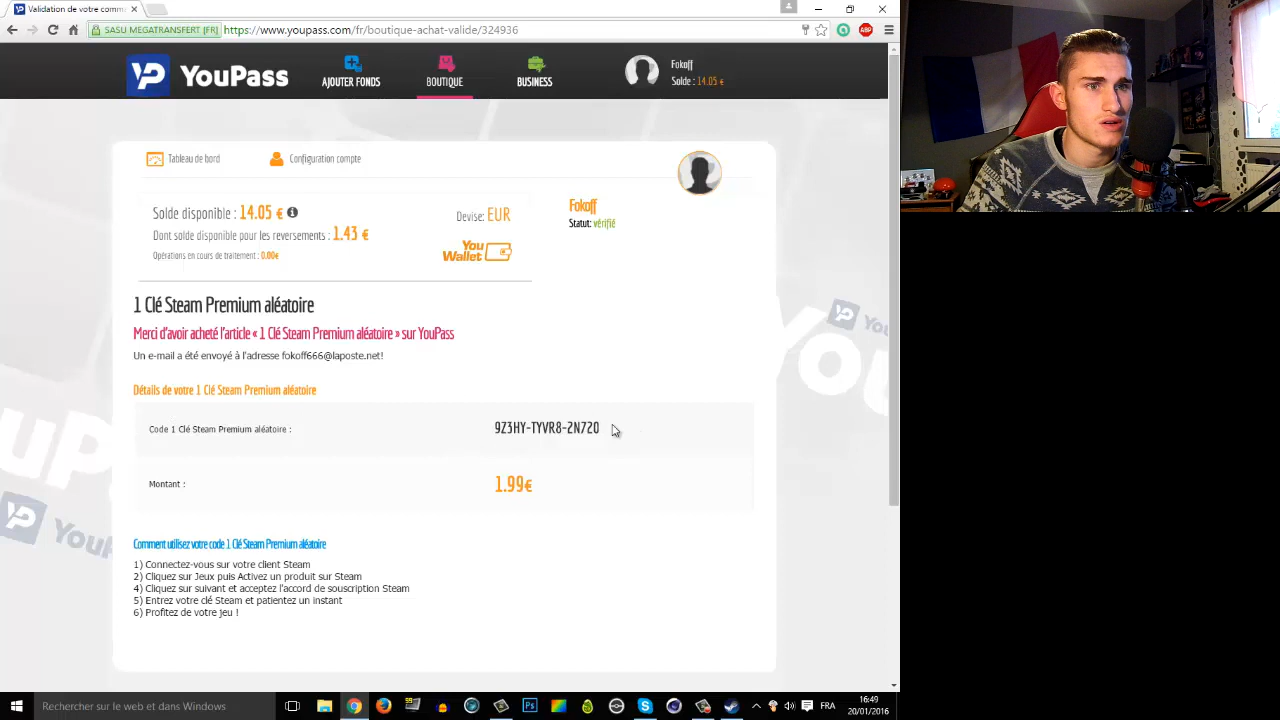 Validation de votre comma
SASU MEGATRANSFERT [FR]
https://www.youpass.com/fr/boutique-achat-valide/324936
YouPass
AJOUTER FONDS
BOUTIQUE
BUSINESS
Fokoff
Solde : 14.05 €
Tableau de bord
Configuration compte
Solde disponible : 14.05 €
Devise: EUR
Dont solde disponible pour les reversements : 1.43 €
Opérations en cours de traitement : 0.00€
You
Wallet
Fokoff
Statut: vérifié
1 Clé Steam Premium aléatoire
Merci d'avoir acheté l'article « 1 Clé Steam Premium aléatoire » sur YouPass
Un e-mail a été envoyé à l'adresse fokoff666@laposte.net!
Détails de votre 1 Clé Steam Premium aléatoire
Code 1 Clé Steam Premium aléatoire :
9Z3HY-TYVR8-2N720
Montant :
1.99€
Comment utilisez votre code 1 Clé Steam Premium aléatoire
1) Connectez-vous sur votre client Steam
2) Cliquez sur Jeux puis Activez un produit sur Steam
4) Cliquez sur suivant et acceptez l'accord de souscription Steam
5) Entrez votre clé Steam et patientez un instant
6) Profitez de votre jeu !
Rechercher sur le web et dans Windows
FRA
16:49
20/01/2016